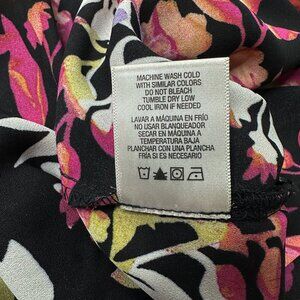 MACHINE WASH COLD
WITH SIMILAR COLORS
DO NOT BLEACH
TUMBLE DRY LOW
COOL IRON IF NEEDED
LAVAR A MÁQUINA EN FRÍO
NO USAR BLANQUEADOR
SECAR EN MÁQUINA A
TEMPERATURA BAJA
PLANCHAR CON UNA PLANCHA
FRÍA SI ES NECESARIO